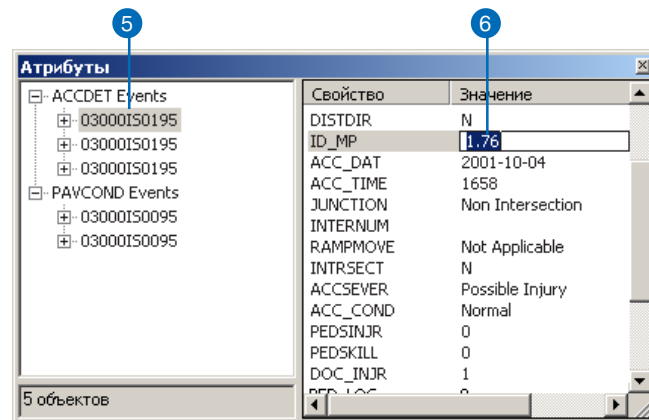 5 6
Атрибуты
ACCDET Events
03000IS0195
03000IS0195
03000IS0195
PAVCOND Events
03000IS0095
03000IS0095
5 объектов
Свойство Значение
DISTDIR N
ID_MP 1.76
ACC_DAT 2001-10-04
ACC_TIME 1658
JUNCTION Non Intersection
INTERNUM
RAMPMOVE Not Applicable
INTRSECT N
ACCSEVER Possible Injury
ACC_COND Normal
PEDSINJR 0
PEDSKILL 0
DOC_INJR 1